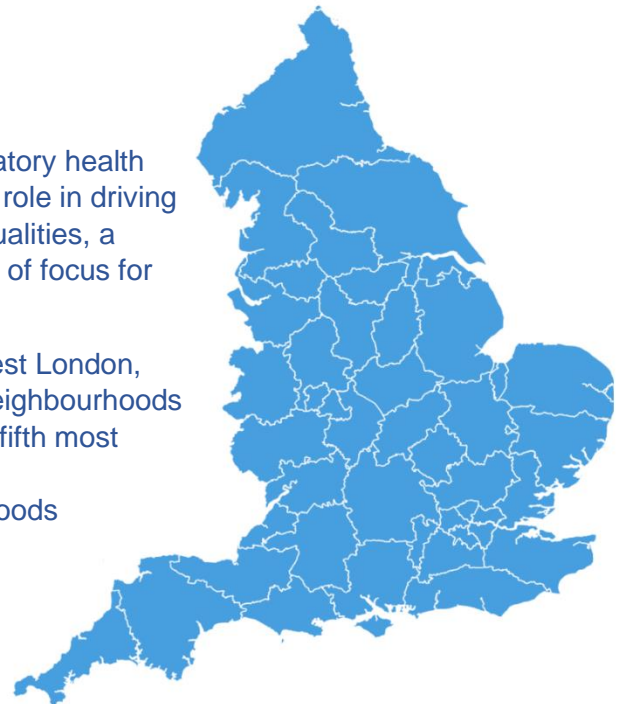 atory health
role in driving
ualities, a
of focus for
est London,
eighbourhoods
fifth most
oods